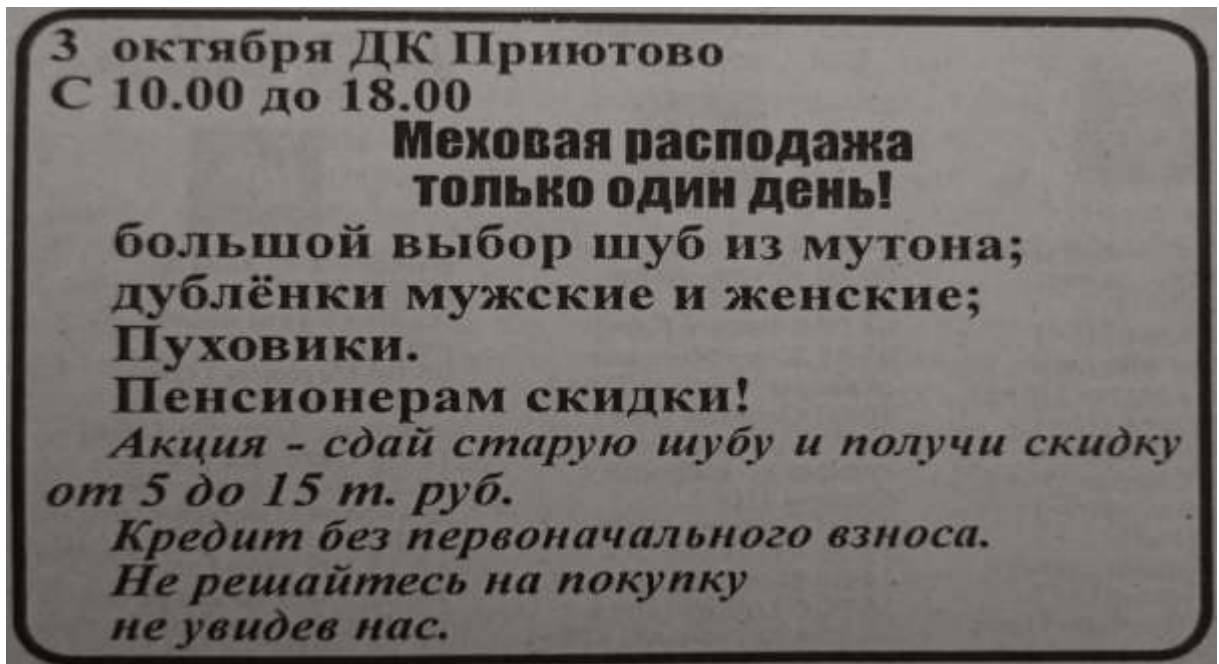 3 октября ДК Приютово
С 10.00 до 18.00
Меховая расподажа
только один день!
большой выбор шуб из мутона;
дублёнки мужские и женские;
Пуховики.
Пенсионерам скидки!
Акция - сдай старую шубу и получи скидку
от 5 до 15 т. руб.
Кредит без первоначального взноса.
Не решайтесь на покупку
не увидев нас.